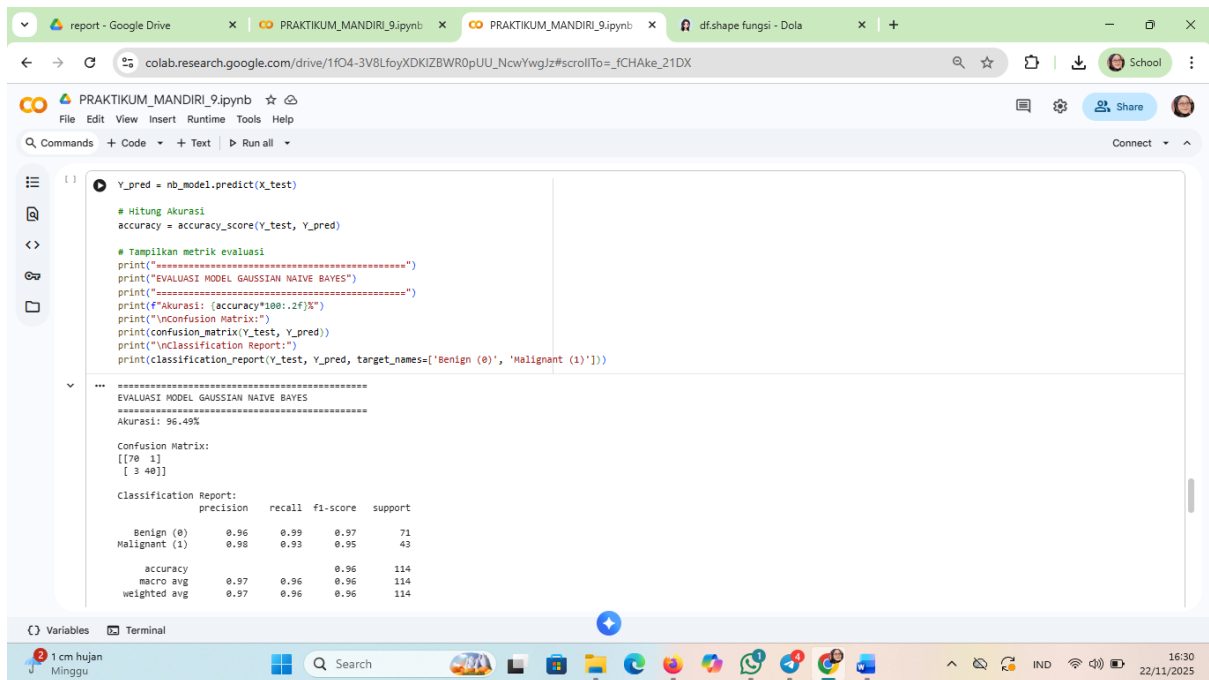 report - Google Drive
PRAKTIKUM_MANDIRI_9.ipynb
PRAKTIKUM_MANDIRI_9.ipynb
df.shape fungsi - Dola
colab.research.google.com/drive/1fO4-3V8LfoyXDKIZBWR0pUU_NcwYwgJz#scrollTo=_fCHAke_21DX
School
CO
PRAKTIKUM_MANDIRI_9.ipynb
File Edit View Insert Runtime Tools Help
Share
Commands + Code + Text Run all
Connect
[ ]
Y_pred = nb_model.predict(X_test)
# Hitung Akurasi
accuracy = accuracy_score(Y_test, Y_pred)
# Tampilkan metrik evaluasi
print("==============================================")
print("EVALUASI MODEL GAUSSIAN NAIVE BAYES")
print("==============================================")
print(f"Akurasi: {accuracy*100:.2f}%")
print("\nConfusion Matrix:")
print(confusion_matrix(Y_test, Y_pred))
print("\nClassification Report:")
print(classification_report(Y_test, Y_pred, target_names=['Benign (0)', 'Malignant (1)']))
==============================================
EVALUASI MODEL GAUSSIAN NAIVE BAYES
==============================================
Akurasi: 96.49%
Confusion Matrix:
[[70 1]
[ 3 40]]
Classification Report:
precision recall f1-score support
Benign (0) 0.96 0.99 0.97 71
Malignant (1) 0.98 0.93 0.95 43
accuracy 0.96 114
macro avg 0.97 0.96 0.96 114
weighted avg 0.97 0.96 0.96 114
{} Variables Terminal
2
1 cm hujan
Minggu
Search
1
4
IND
16:30
22/11/2025